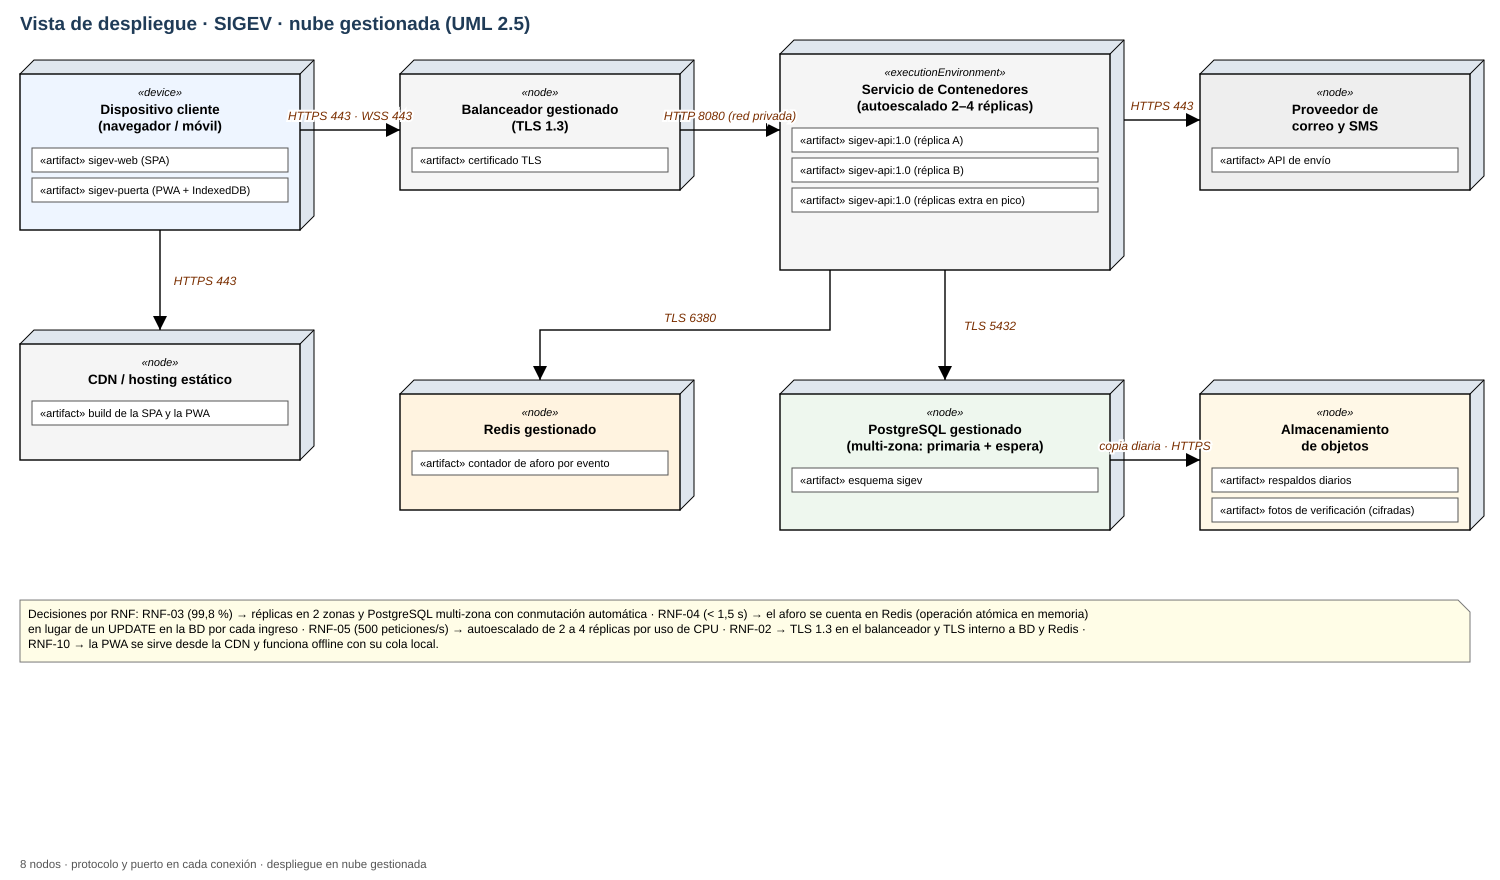 Vista de despliegue · SIGEV · nube gestionada (UML 2.5)
«device»
Dispositivo cliente
(navegador / móvil)
«artifact» sigev-web (SPA)
«artifact» sigev-puerta (PWA + IndexedDB)
HTTPS 443 · WSS 443
«node»
Balanceador gestionado
(TLS 1.3)
«artifact» certificado TLS
HTTP 8080 (red privada)
«executionEnvironment»
Servicio de Contenedores
(autoescalado 2–4 réplicas)
«artifact» sigev-api:1.0 (réplica A)
«artifact» sigev-api:1.0 (réplica B)
«artifact» sigev-api:1.0 (réplicas extra en pico)
HTTPS 443
«node»
Proveedor de
correo y SMS
«artifact» API de envío
HTTPS 443
TLS 6380
TLS 5432
«node»
CDN / hosting estático
«artifact» build de la SPA y la PWA
«node»
Redis gestionado
«artifact» contador de aforo por evento
«node»
PostgreSQL gestionado
(multi-zona: primaria + espera)
«artifact» esquema sigev
copia diaria · HTTPS
«node»
Almacenamiento
de objetos
«artifact» respaldos diarios
«artifact» fotos de verificación (cifradas)
Decisiones por RNF: RNF-03 (99,8 %) → réplicas en 2 zonas y PostgreSQL multi-zona con conmutación automática · RNF-04 (< 1,5 s) → el aforo se cuenta en Redis (operación atómica en memoria)
en lugar de un UPDATE en la BD por cada ingreso · RNF-05 (500 peticiones/s) → autoescalado de 2 a 4 réplicas por uso de CPU · RNF-02 → TLS 1.3 en el balanceador y TLS interno a BD y Redis ·
RNF-10 → la PWA se sirve desde la CDN y funciona offline con su cola local.
8 nodos · protocolo y puerto en cada conexión · despliegue en nube gestionada